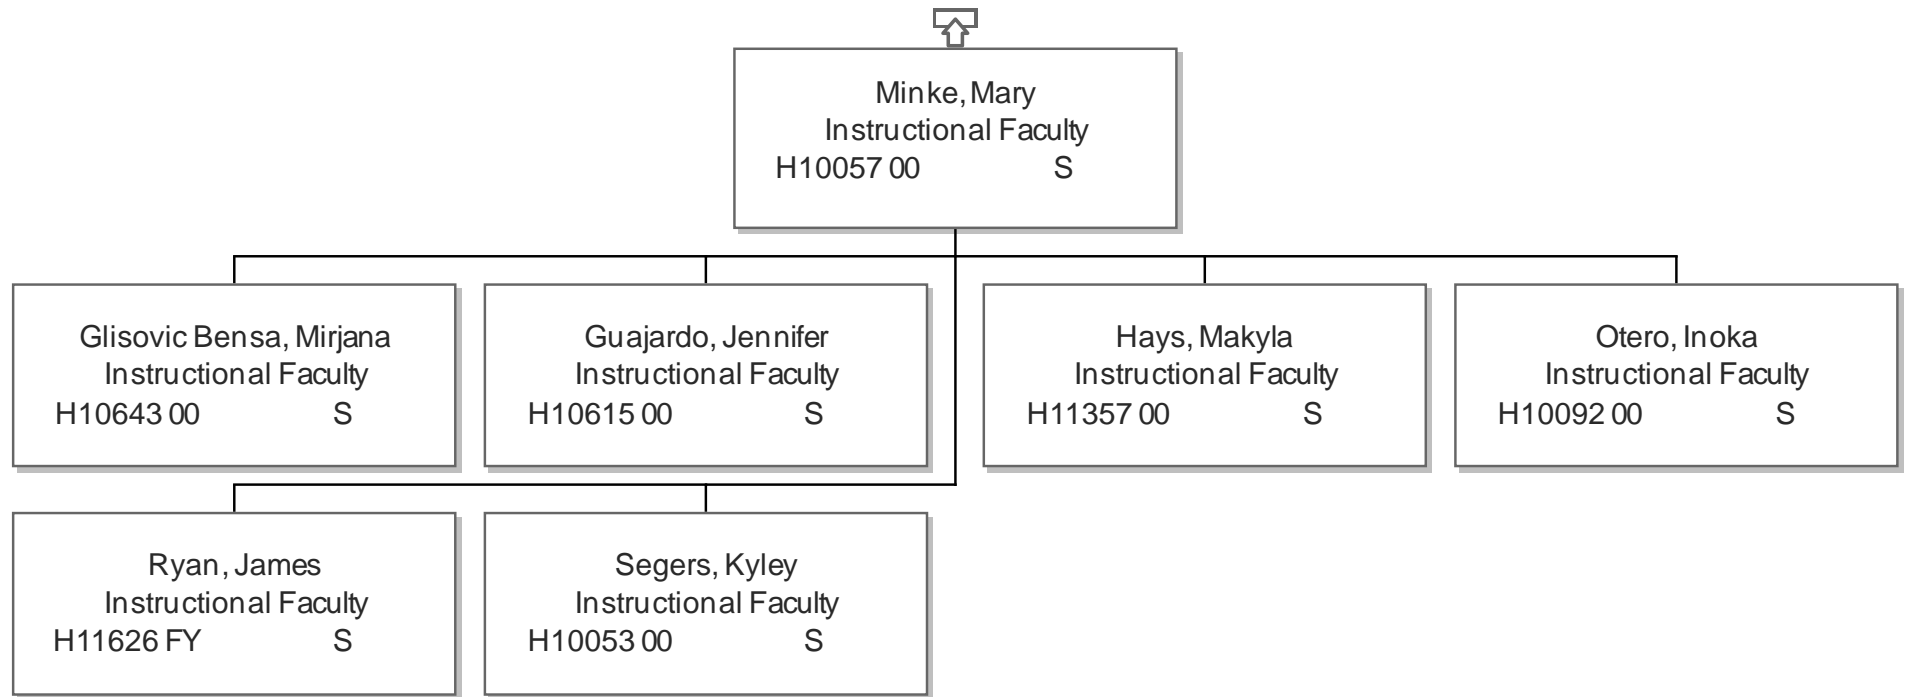 Minke, Mary
Instructional Faculty
H10057 00 S
Glisovic Bensa, Mirjana
Instructional Faculty
H10643 00 S
Guajardo, Jennifer
Instructional Faculty
H10615 00 S
Hays, Makyla
Instructional Faculty
H11357 00 S
Otero, Inoka
Instructional Faculty
H10092 00 S
Ryan, James
Instructional Faculty
H11626 FY S
Segers, Kyley
Instructional Faculty
H10053 00 S